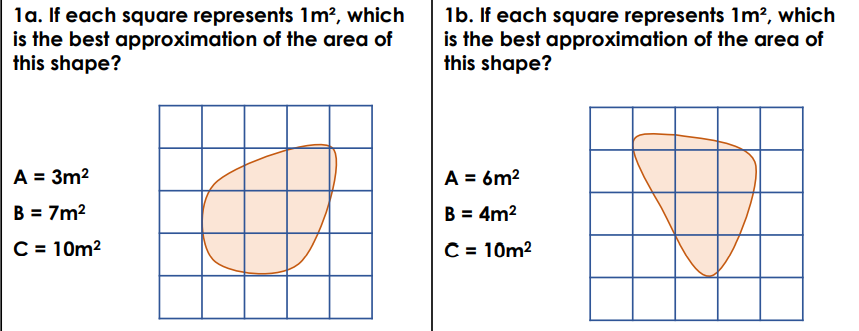 1a. If each square represents 1m², which
is the best approximation of the area of
this shape?
A = 3m²
B = 7m²
C = 10m²
1b. If each square represents 1m², which
is the best approximation of the area of
this shape?
A = 6m²
B = 4m²
C = 10m²